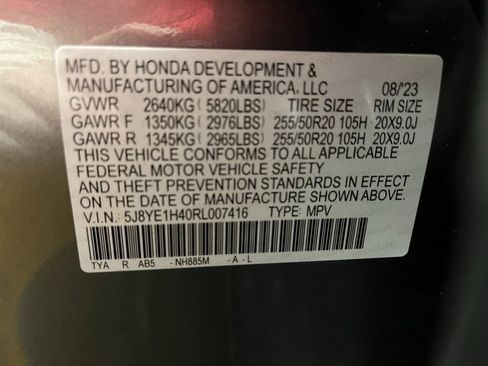 MFD. BY HONDA DEVELOPMENT &
MANUFACTURING OF AMERICA, LLC 08/'23
GVWR 2640KG (5820LBS) TIRE SIZE RIM SIZE
GAWR F 1350KG (2976LBS) 255/50R20 105H 20X9.0J
GAWR R 1345KG (2965LBS) 255/50R20 105H 20X9.0J
THIS VEHICLE CONFORMS TO ALL APPLICABLE
FEDERAL MOTOR VEHICLE SAFETY
AND THEFT PREVENTION STANDARDS IN EFFECT
ON THE DATE OF MANUFACTURE SHOWN ABOVE.
V.I.N.: 5J8YE1H40RL007416 TYPE: MPV
TYA R AB5 -NH885M -A-L